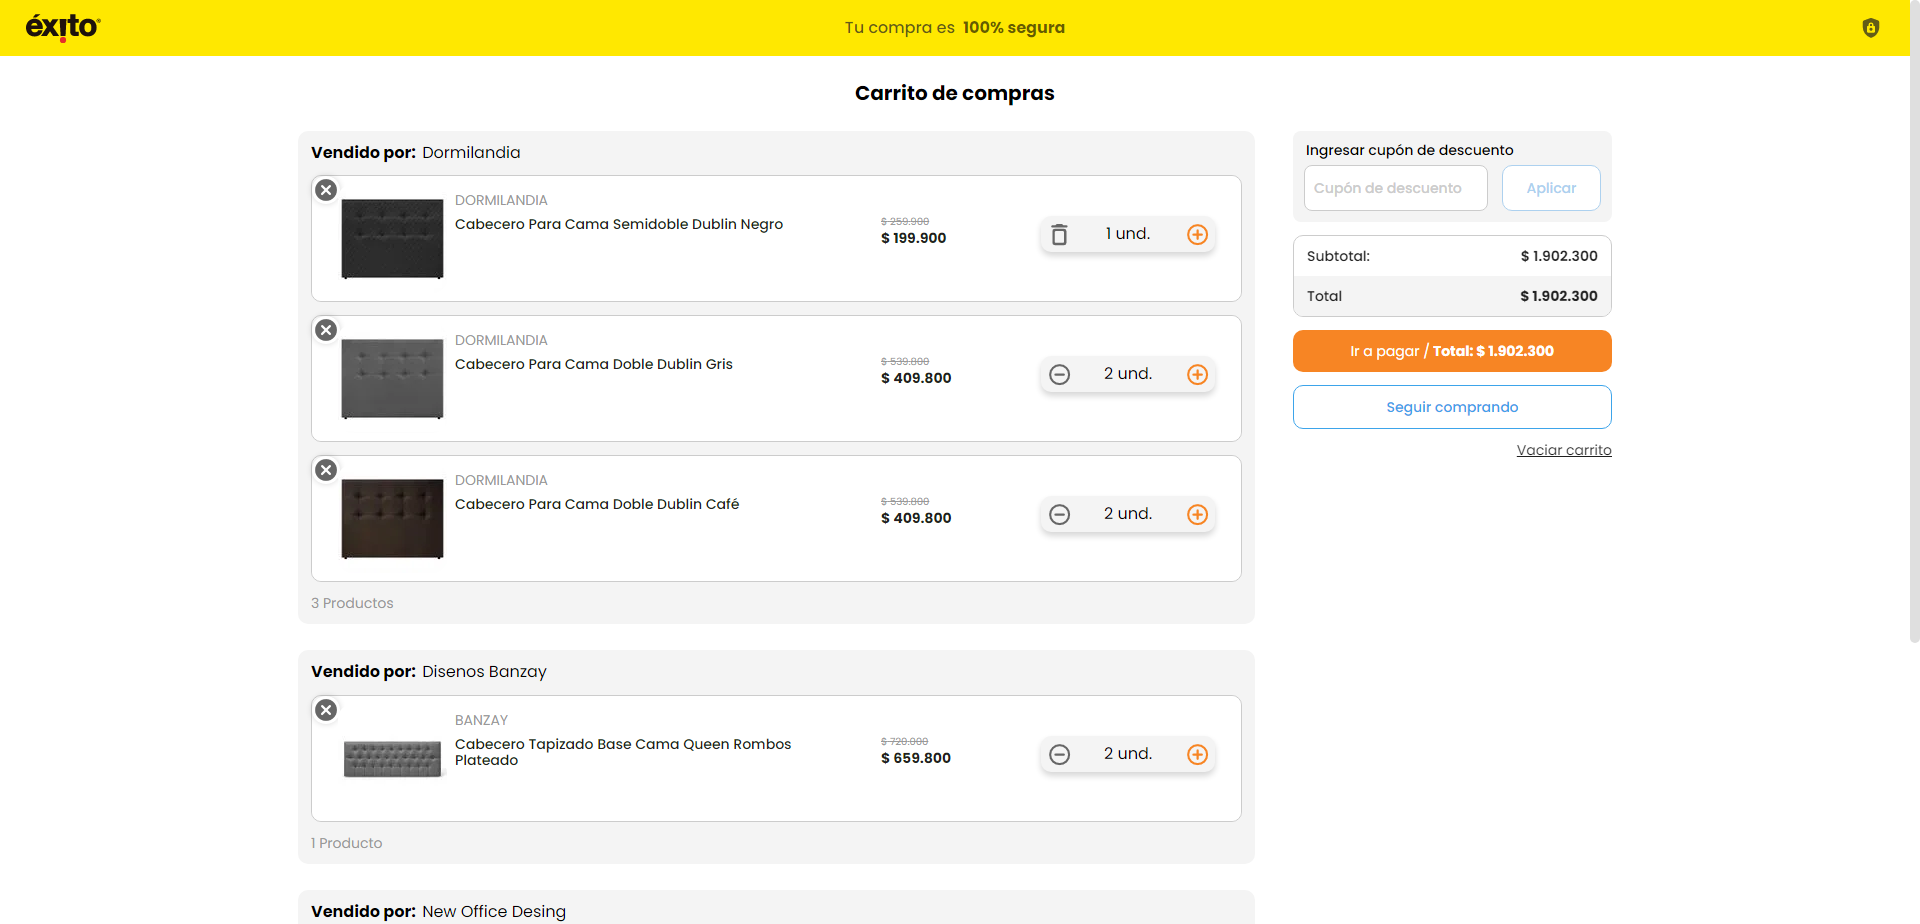 éxito
Tu compra es 100% segura
Carrito de compras
Vendido por: Dormilandia
DORMILANDIA
Cabecero Para Cama Semidoble Dublin Negro
$ 259.900
$ 199.900
1 und.
DORMILANDIA
Cabecero Para Cama Doble Dublin Gris
$ 539.800
$ 409.800
2 und.
DORMILANDIA
Cabecero Para Cama Doble Dublin Café
$ 539.800
$ 409.800
2 und.
3 Productos
Vendido por: Disenos Banzay
BANZAY
Cabecero Tapizado Base Cama Queen Rombos
Plateado
$ 720.000
$ 659.800
2 und.
1 Producto
Vendido por: New Office Desing
Ingresar cupón de descuento
Cupón de descuento
Aplicar
Subtotal: $ 1.902.300
Total $ 1.902.300
Ir a pagar / Total: $ 1.902.300
Seguir comprando
Vaciar carrito